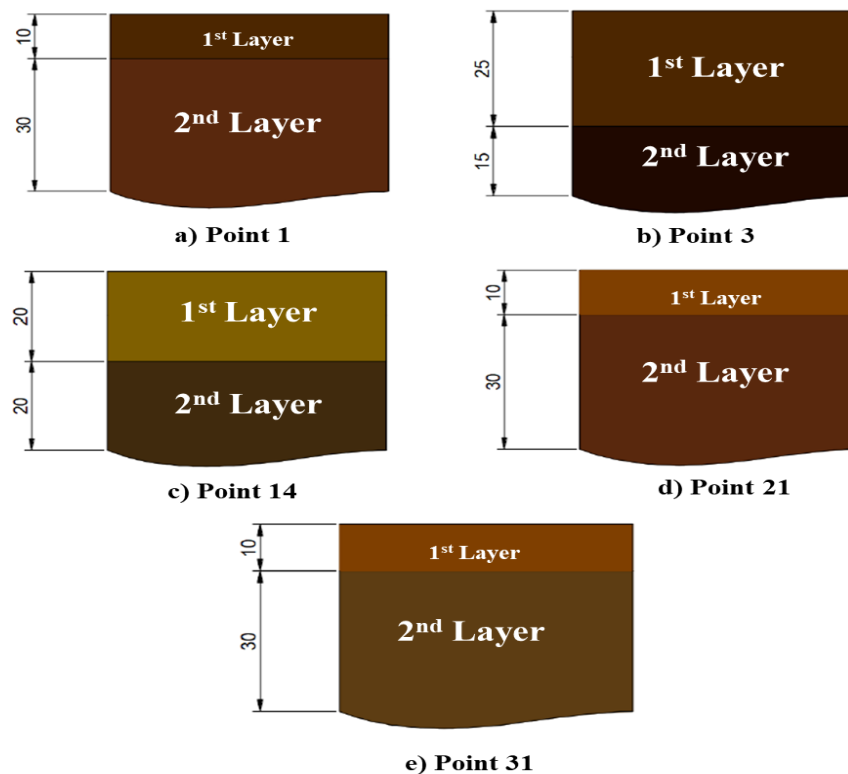 10
1st Layer
30
2nd Layer
a) Point 1
25
1st Layer
15
2nd Layer
b) Point 3
20
1st Layer
20
2nd Layer
c) Point 14
10
1st Layer
30
2nd Layer
d) Point 21
10
1st Layer
30
2nd Layer
e) Point 31